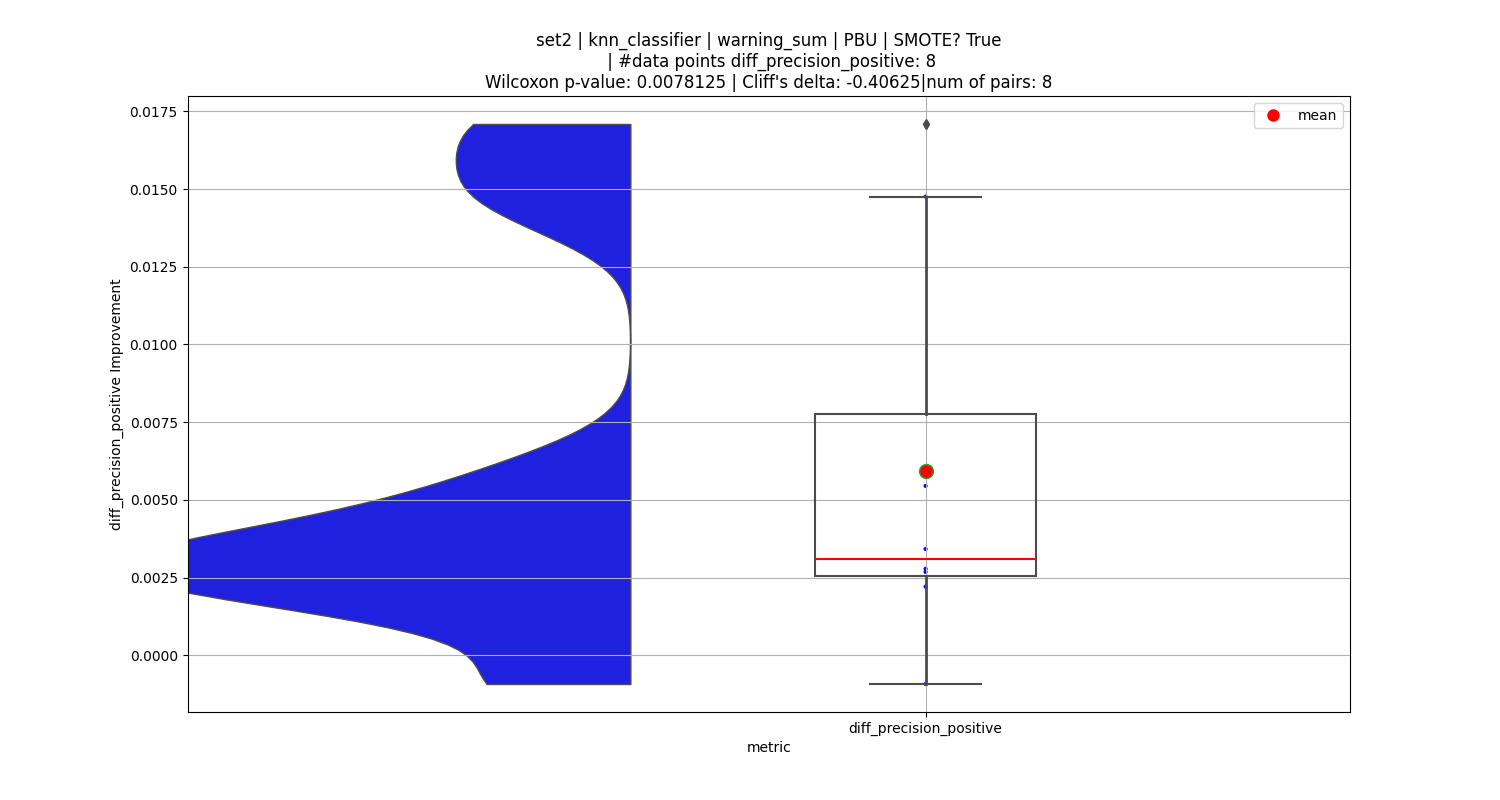 set2 | knn_classifier | warning_sum | PBU | SMOTE? True
| #data points diff_precision_positive: 8
Wilcoxon p-value: 0.0078125 | Cliff's delta: -0.40625|num of pairs: 8
mean
0.0175
0.0150
0.0125
0.0100
0.0075
0.0050
0.0025
0.0000
diff_precision_positive Improvement
diff_precision_positive
metric